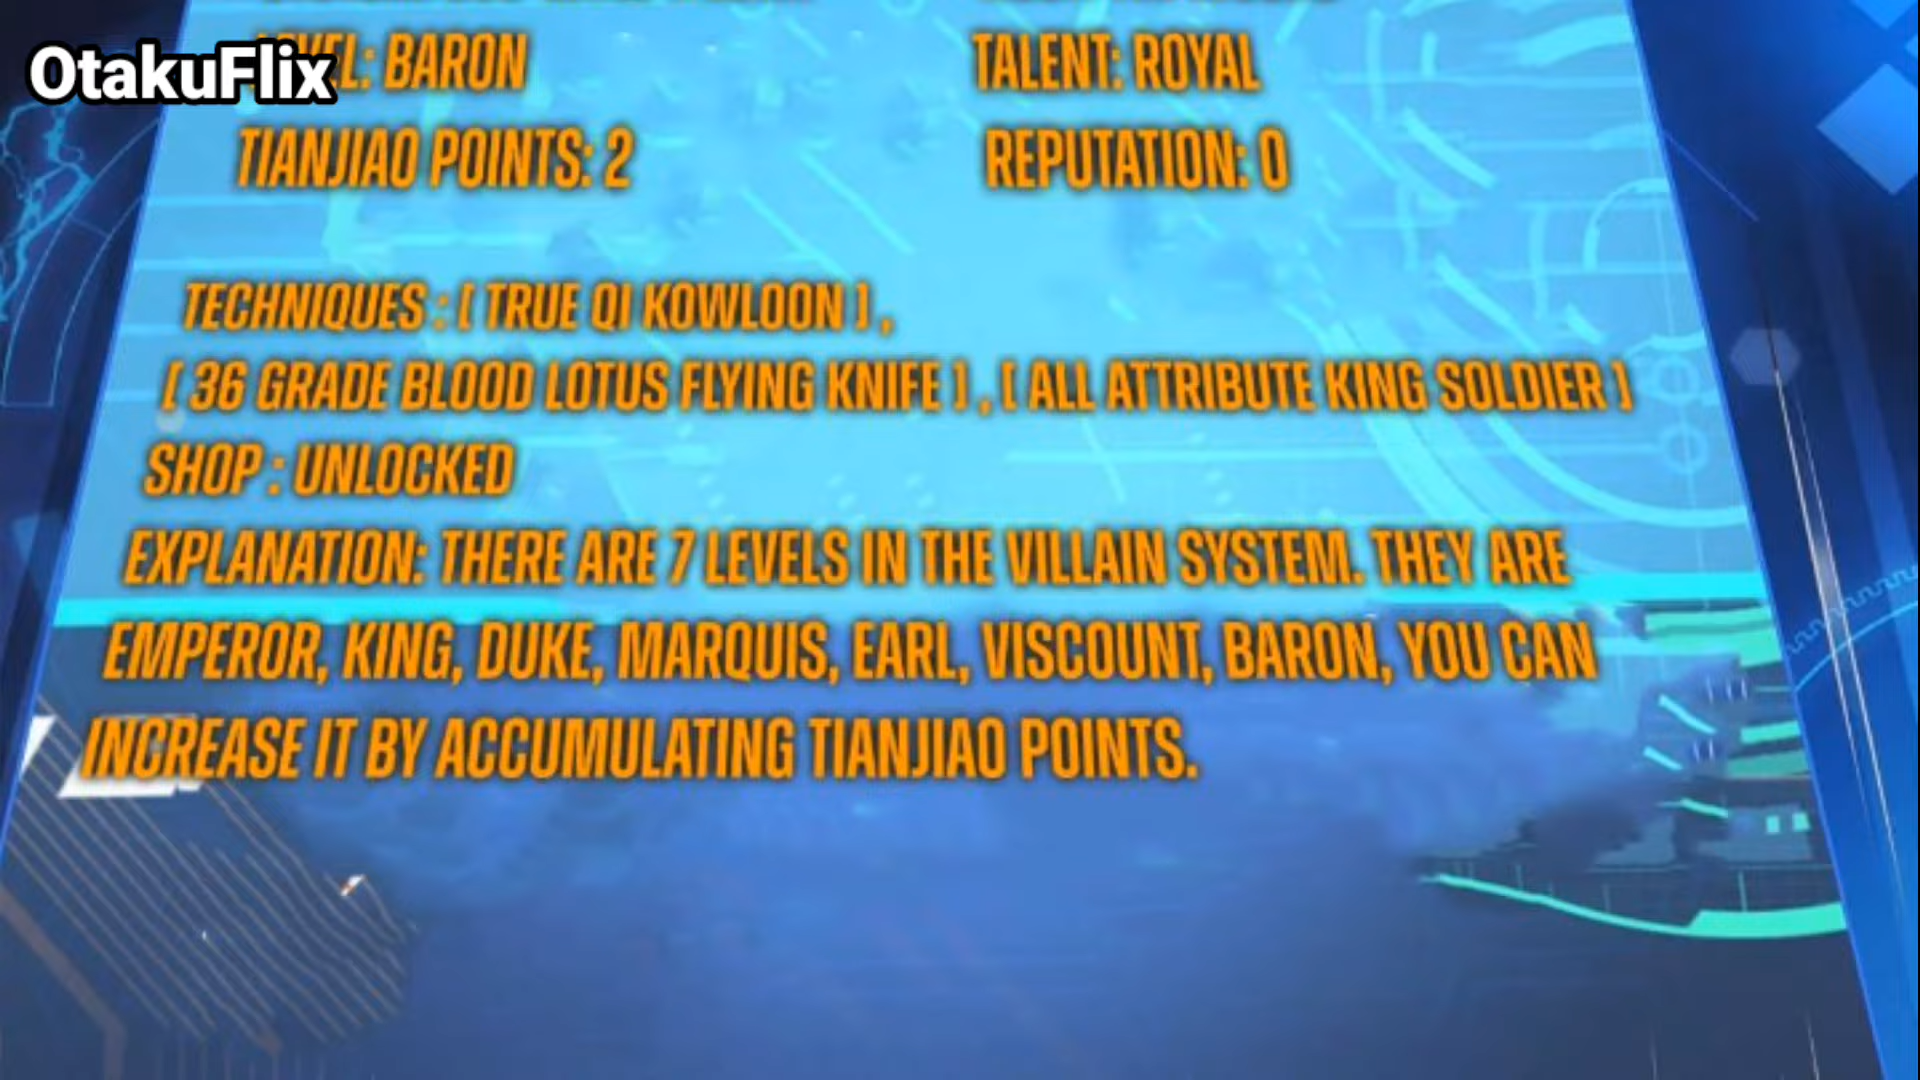 OtakuFlix
LEVEL: BARON TALENT: ROYAL
TIANJIAO POINTS: 2 REPUTATION: 0
TECHNIQUES : [ TRUE QI KOWLOON ] ,
[ 36 GRADE BLOOD LOTUS FLYING KNIFE ] , [ ALL ATTRIBUTE KING SOLDIER ]
SHOP : UNLOCKED
EXPLANATION: THERE ARE 7 LEVELS IN THE VILLAIN SYSTEM. THEY ARE
EMPEROR, KING, DUKE, MARQUIS, EARL, VISCOUNT, BARON, YOU CAN
INCREASE IT BY ACCUMULATING TIANJIAO POINTS.